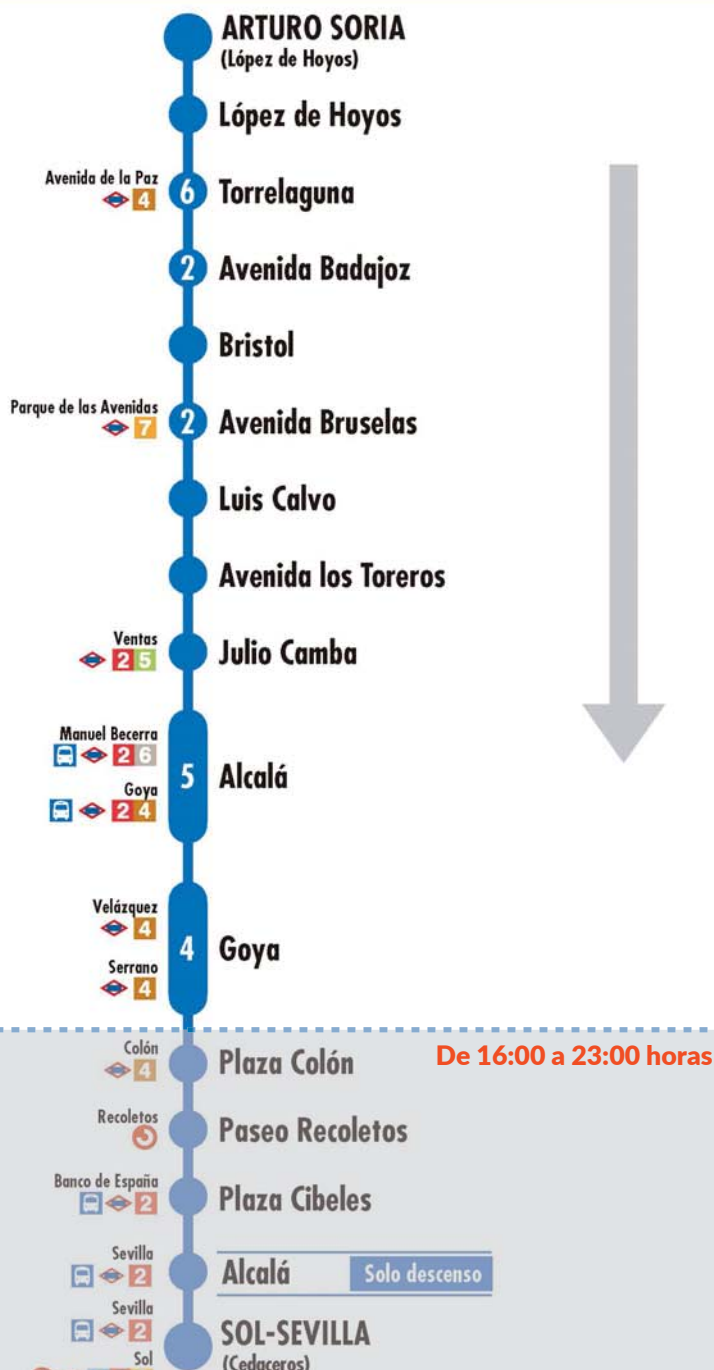 ARTURO SORIA
(López de Hoyos)
López de Hoyos
Avenida de la Paz
4
6
Torrelaguna
2
Avenida Badajoz
Bristol
Parque de las Avenidas
7
2
Avenida Bruselas
Luis Calvo
Avenida los Toreros
Ventas
2 5
Julio Camba
Manuel Becerra
2 6
Goya
2 4
5
Alcalá
Velázquez
4
Serrano
4
4
Goya
De 16:00 a 23:00 horas
Colón
4
Plaza Colón
Recoletos
Paseo Recoletos
Banco de España
2
Plaza Cibeles
Sevilla
2
Alcalá
Solo descenso
Sevilla
2
SOL-SEVILLA
(Cedaceros)
Sol